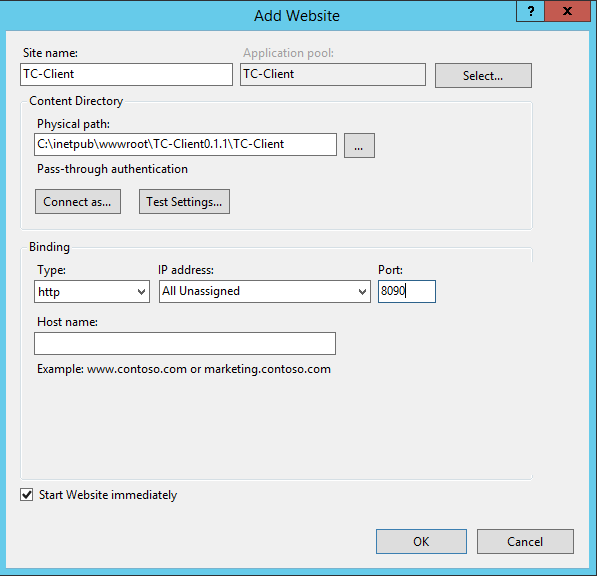 Add Website
?
x
Site name:
Application pool:
TC-Client
TC-Client
Select...
Content Directory
Physical path:
C:\inetpub\wwwroot\TC-Client0.1.1\TC-Client
...
Pass-through authentication
Connect as...
Test Settings...
Binding
Type:
IP address:
Port:
http
All Unassigned
8090
Host name:
Example: www.contoso.com or marketing.contoso.com
Start Website immediately
OK
Cancel